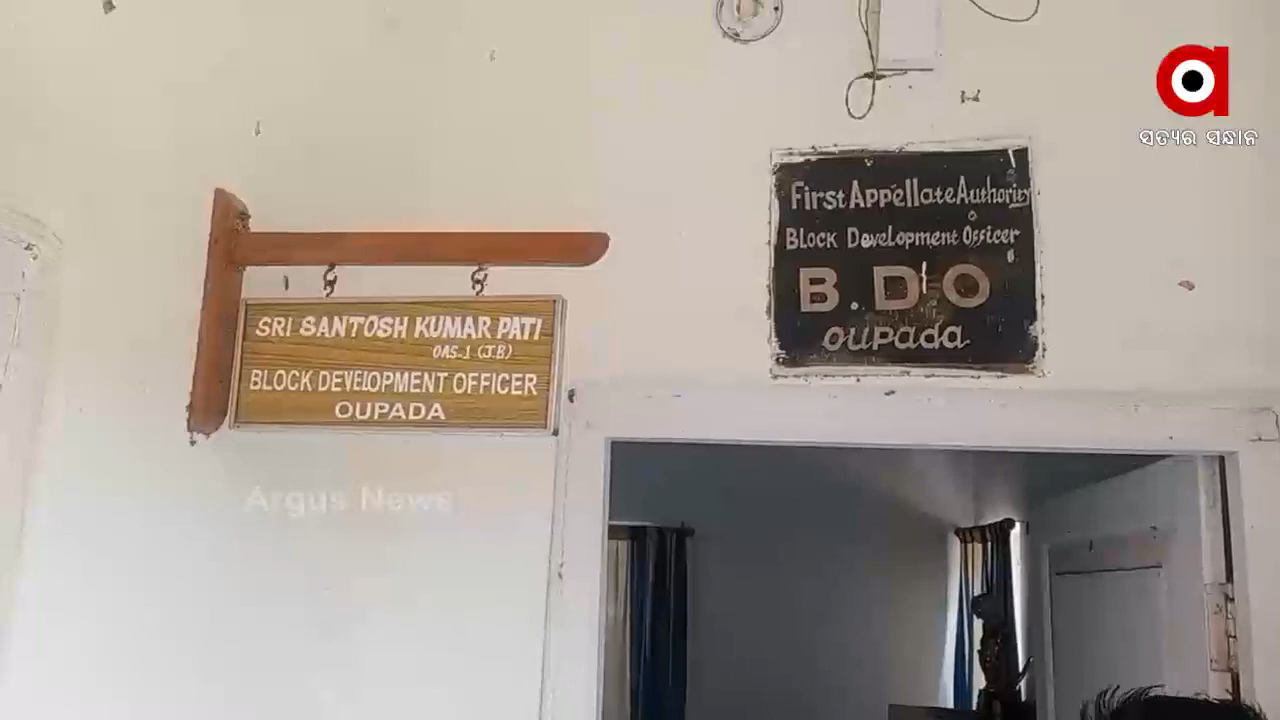 ସତ୍ୟର ସନ୍ଧାନ
First Appellate Authority
BLOCK Development Officer
B.D.O
OUPADA
SRI SANTOSH KUMAR PATI
OAS-1 (J.B)
BLOCK DEVELOPMENT OFFICER
OUPADA
Argus News